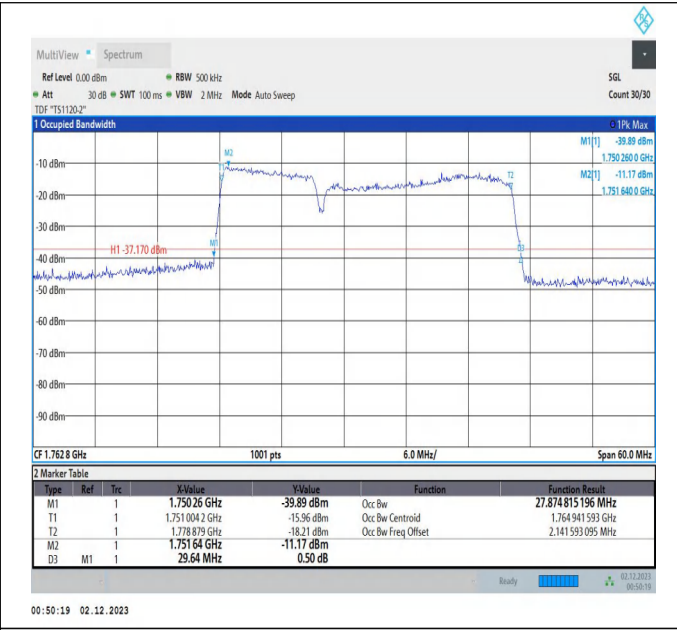 MultiView Spectrum
Ref Level 0.00 dBm RBW 500 kHz SGL
Att 30 dB SWT 100 ms VBW 2 MHz Mode Auto Sweep Count 30/30
TDF "TS1120-2"
1 Occupied Bandwidth 1Pk Max
M1[1] -39.89 dBm
1.750 260 0 GHz
M2[1] -11.17 dBm
1.751 640 0 GHz
M2
T1
T2
-10 dBm
-20 dBm
-30 dBm
M1
H1 -37.170 dBm
D3
-40 dBm
-50 dBm
-60 dBm
-70 dBm
-80 dBm
-90 dBm
CF 1.762 8 GHz 1001 pts 6.0 MHz/ Span 60.0 MHz
2 Marker Table
Type Ref Trc X-Value Y-Value Function Function Result
M1 1 1.750 26 GHz -39.89 dBm Occ Bw 27.874 815 196 MHz
T1 1 1.751 004 2 GHz -15.96 dBm Occ Bw Centroid 1.764 941 593 GHz
T2 1 1.778 879 GHz -18.21 dBm Occ Bw Freq Offset 2.141 593 095 MHz
M2 1 1.751 64 GHz -11.17 dBm
D3 M1 1 29.64 MHz 0.50 dB
Ready 02.12.2023
00:50:19
00:50:19 02.12.2023